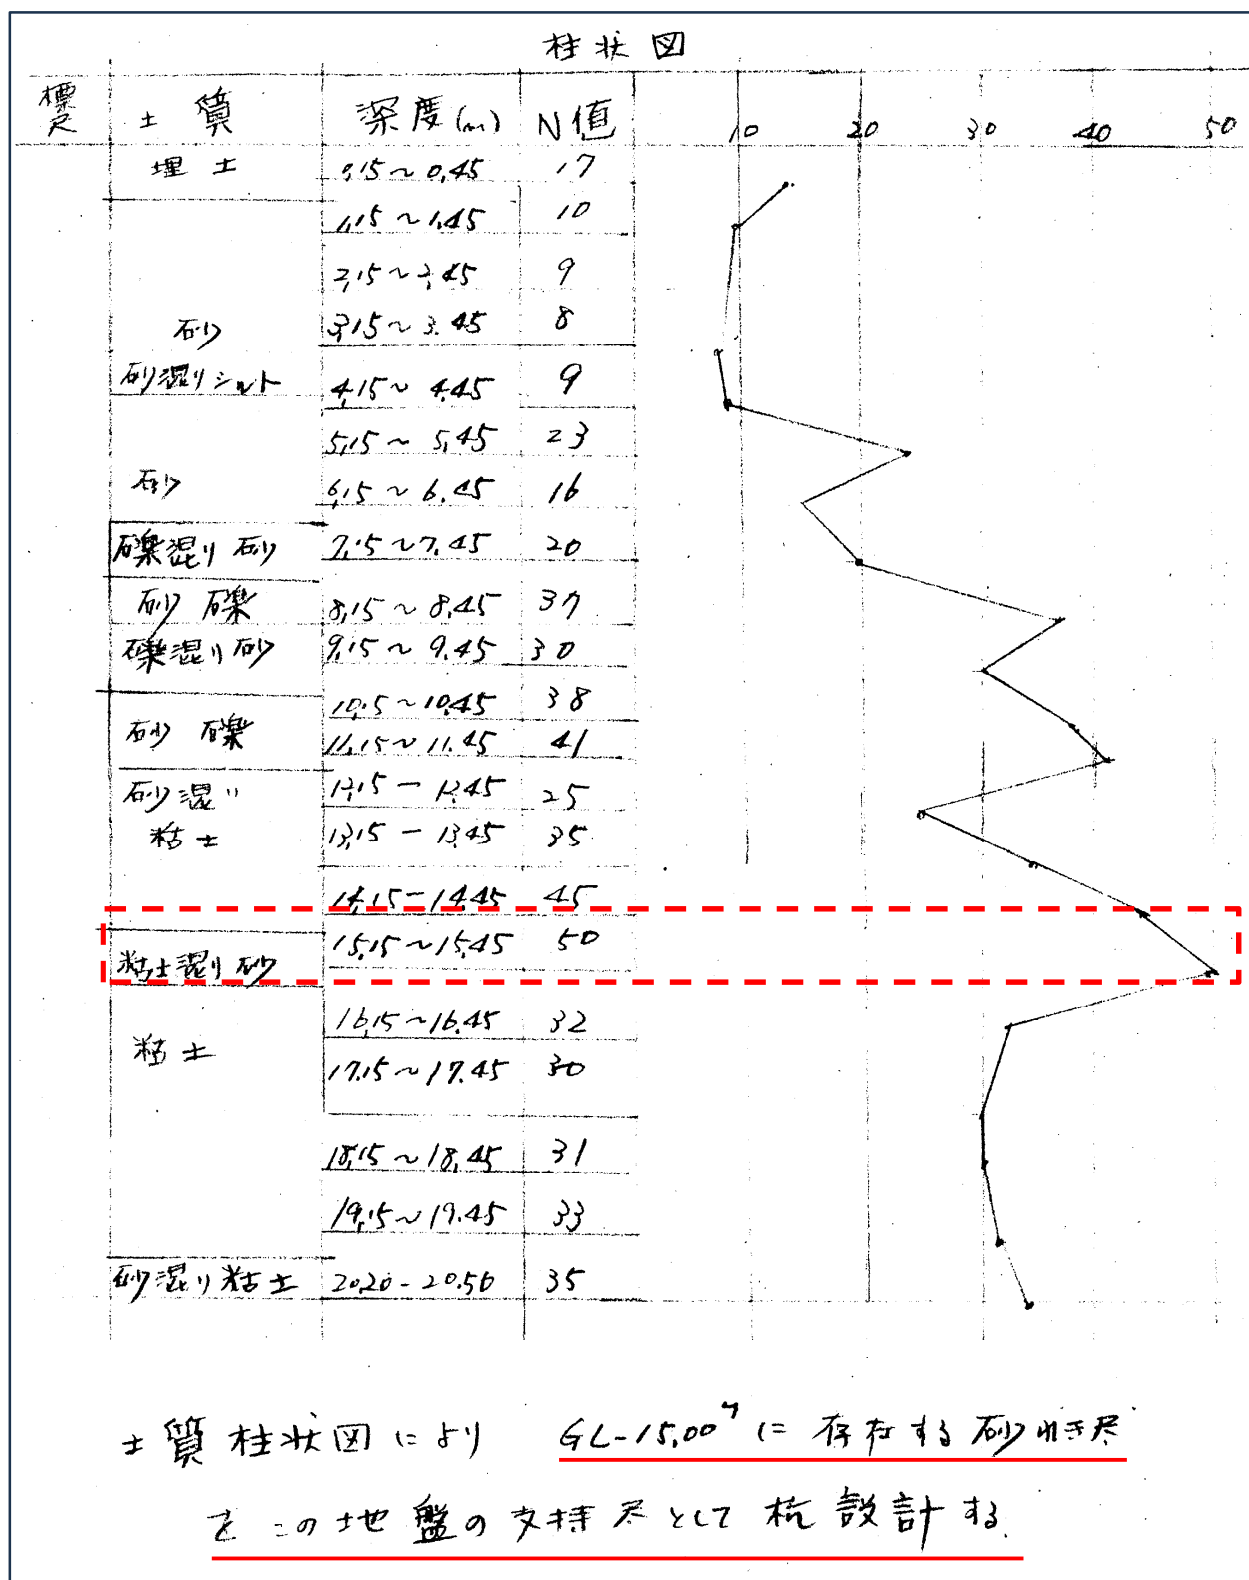 柱状図
標尺 土質 深度(m) N値 10 20 30 40 50
埋土 0.15～0.45 17
1.15～1.45 10
2.15～2.45 9
砂 3.15～3.45 8
砂混りシルト 4.15～4.45 9
5.15～5.45 23
砂 6.15～6.45 16
礫混り砂 7.15～7.45 20
砂礫 8.15～8.45 37
礫混り砂 9.15～9.45 30
10.15～10.45 38
砂礫 11.15～11.45 41
砂混り 12.15－12.45 25
粘土 13.15－13.45 35
14.15－14.45 45
粘土混り砂 15.15～15.45 50
16.15～16.45 32
粘土 17.15～17.45 30
18.15～18.45 31
19.15～19.45 33
砂混り粘土 20.20－20.50 35
土質柱状図により GL-15.00ᵐに存在する砂れき尽
をこの地盤の支持尽として杭設計する.